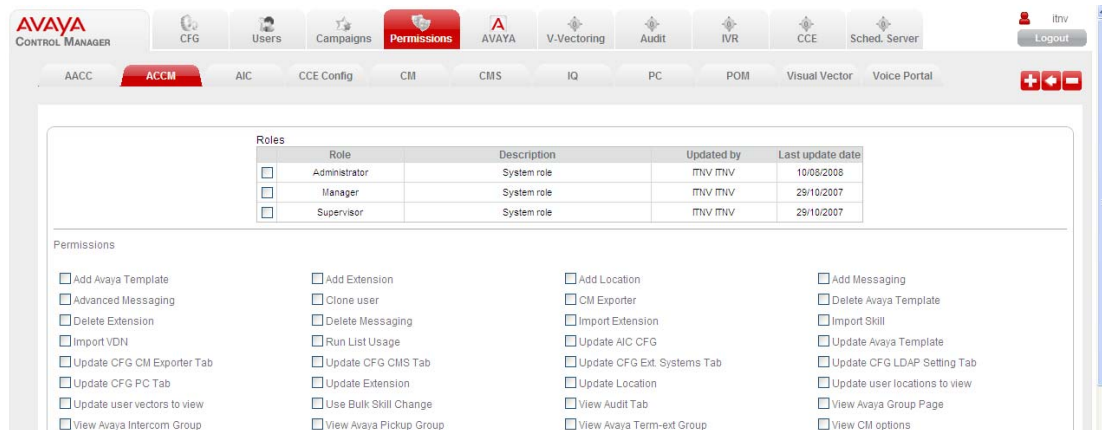 AVAYA
CONTROL MANAGER
CFG Users Campaigns Permissions AVAYA V-Vectoring Audit IVR CCE Sched. Server
itnv
Logout
AACC ACCM AIC CCE Config CM CMS IQ PC POM Visual Vector Voice Portal
Roles
Role Description Updated by Last update date
Administrator System role ITNV ITNV 10/08/2008
Manager System role ITNV ITNV 29/10/2007
Supervisor System role ITNV ITNV 29/10/2007
Permissions
Add Avaya Template Add Extension Add Location Add Messaging
Advanced Messaging Clone user CM Exporter Delete Avaya Template
Delete Extension Delete Messaging Import Extension Import Skill
Import VDN Run List Usage Update AIC CFG Update Avaya Template
Update CFG CM Exporter Tab Update CFG CMS Tab Update CFG Ext. Systems Tab Update CFG LDAP Setting Tab
Update CFG PC Tab Update Extension Update Location Update user locations to view
Update user vectors to view Use Bulk Skill Change View Audit Tab View Avaya Group Page
View Avaya Intercom Group View Avaya Pickup Group View Avaya Term-ext Group View CM options